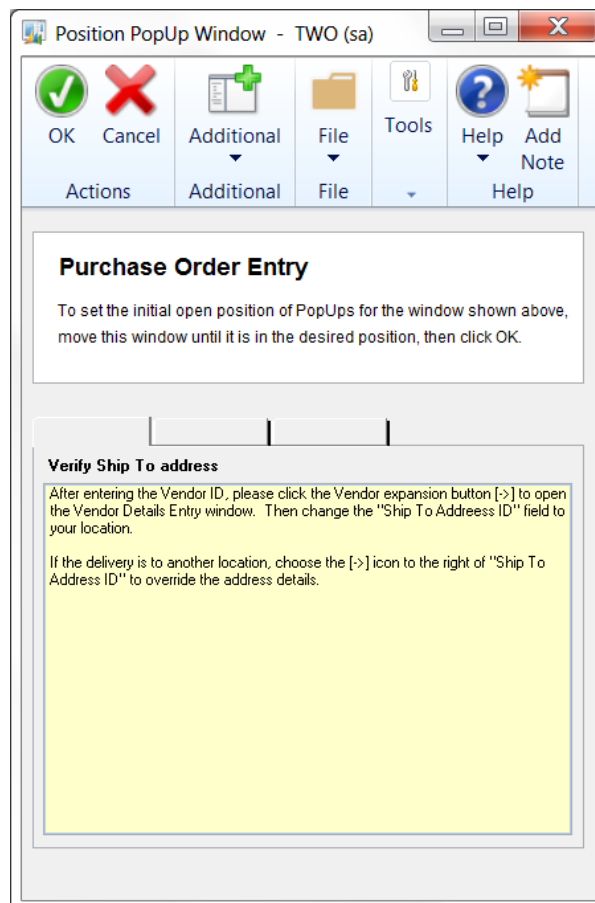 Position PopUp Window - TWO (sa)
OK Cancel Additional File Tools Help Add Note
Actions Additional File Help
Purchase Order Entry
To set the initial open position of PopUps for the window shown above,
move this window until it is in the desired position, then click OK.
Verify Ship To address
After entering the Vendor ID, please click the Vendor expansion button [->] to open
the Vendor Details Entry window. Then change the "Ship To Addreess ID" field to
your location.
If the delivery is to another location, choose the [->] icon to the right of "Ship To
Address ID" to override the address details.